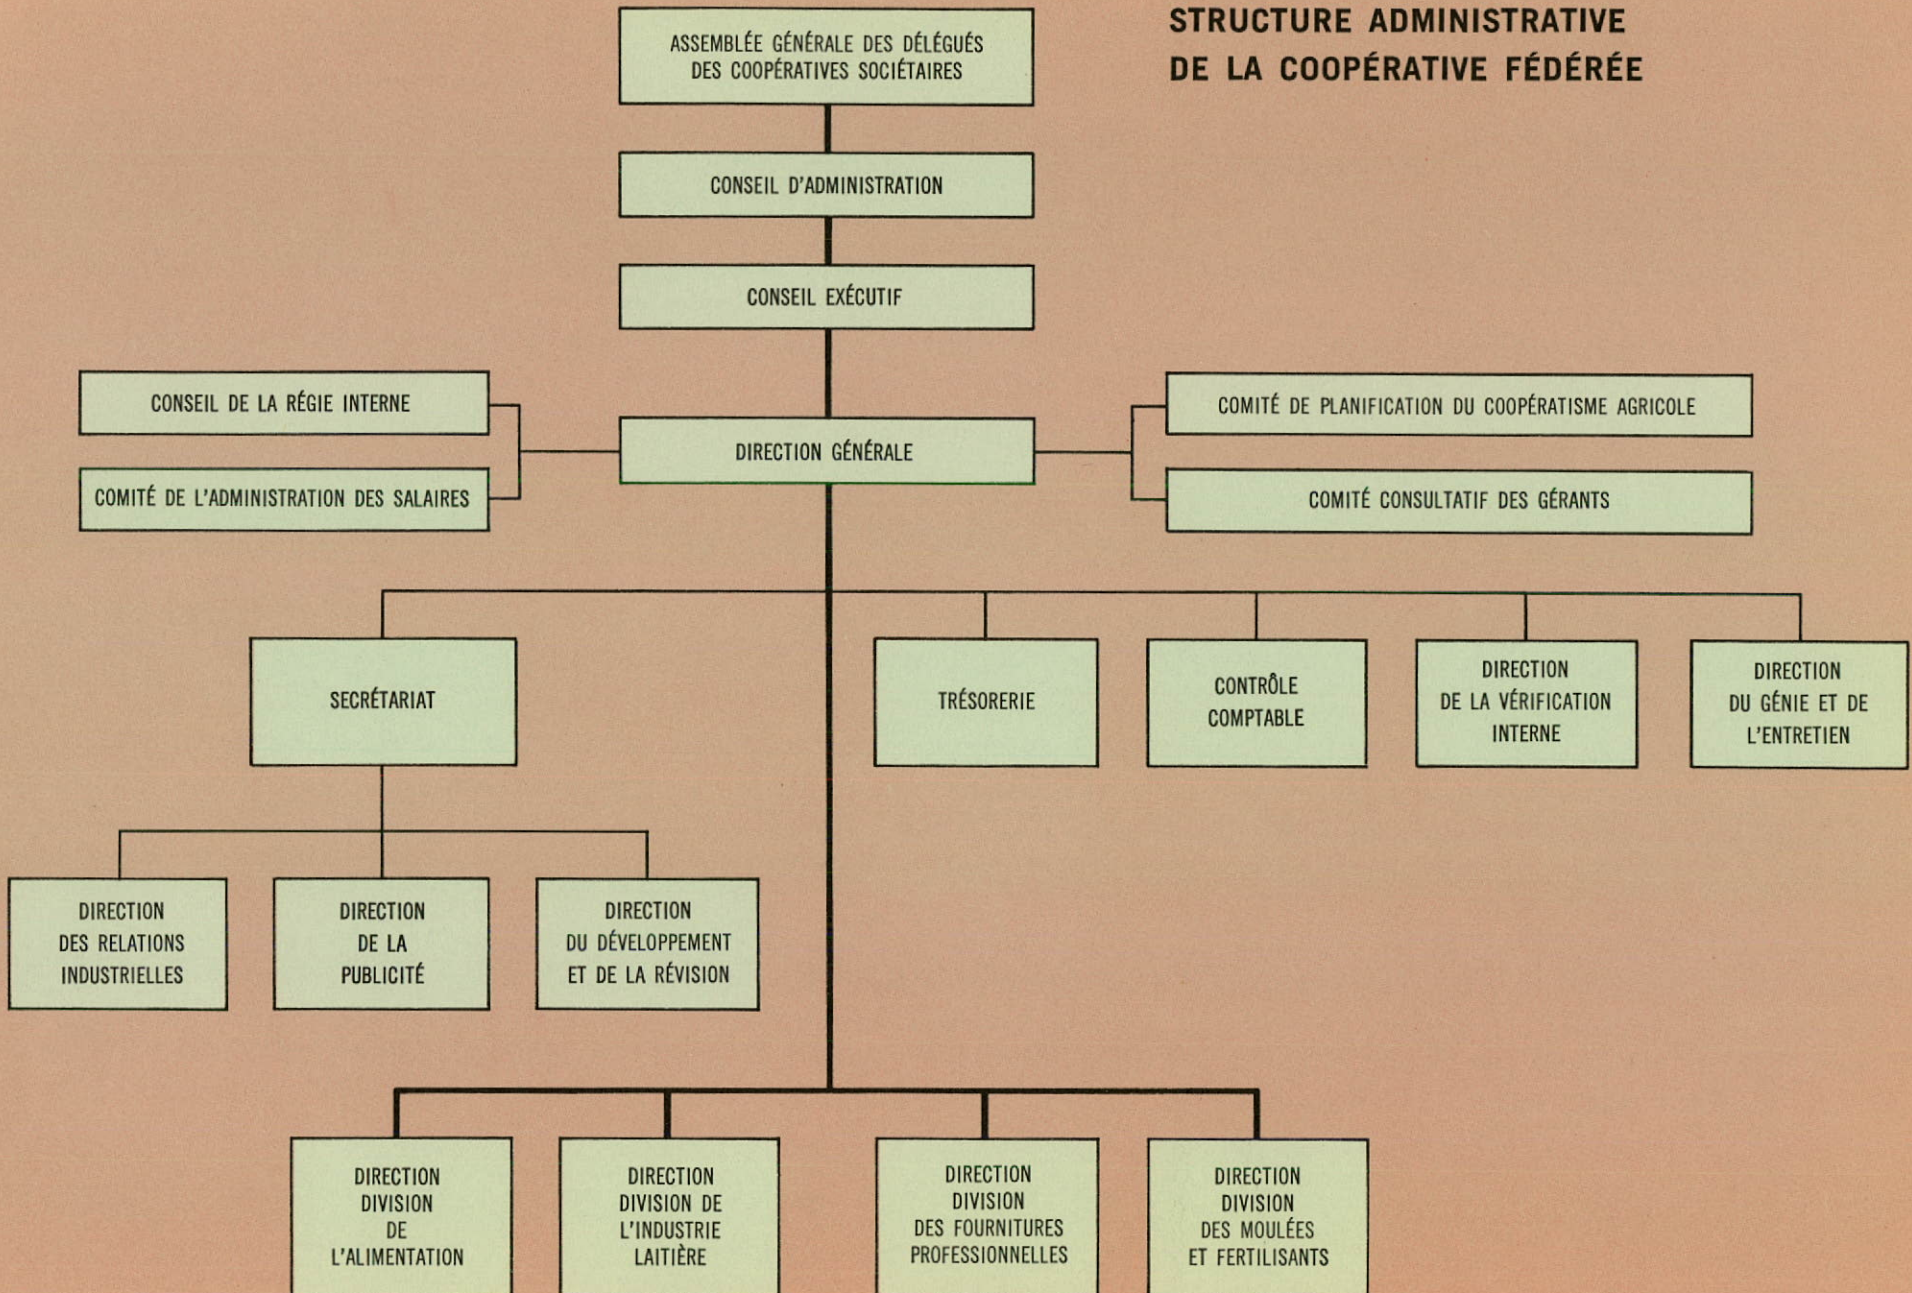 STRUCTURE ADMINISTRATIVE
DE LA COOPÉRATIVE FÉDÉRÉE
ASSEMBLÉE GÉNÉRALE DES DÉLÉGUÉS
DES COOPÉRATIVES SOCIÉTAIRES
CONSEIL D'ADMINISTRATION
CONSEIL EXÉCUTIF
CONSEIL DE LA RÉGIE INTERNE
COMITÉ DE L'ADMINISTRATION DES SALAIRES
DIRECTION GÉNÉRALE
COMITÉ DE PLANIFICATION DU COOPÉRATISME AGRICOLE
COMITÉ CONSULTATIF DES GÉRANTS
SECRÉTARIAT
TRÉSORERIE
CONTRÔLE
COMPTABLE
DIRECTION
DE LA VÉRIFICATION
INTERNE
DIRECTION
DU GÉNIE ET DE
L'ENTRETIEN
DIRECTION
DES RELATIONS
INDUSTRIELLES
DIRECTION
DE LA
PUBLICITÉ
DIRECTION
DU DÉVELOPPEMENT
ET DE LA RÉVISION
DIRECTION
DIVISION
DE
L'ALIMENTATION
DIRECTION
DIVISION DE
L'INDUSTRIE
LAITIÈRE
DIRECTION
DIVISION
DES FOURNITURES
PROFESSIONNELLES
DIRECTION
DIVISION
DES MOULÉES
ET FERTILISANTS